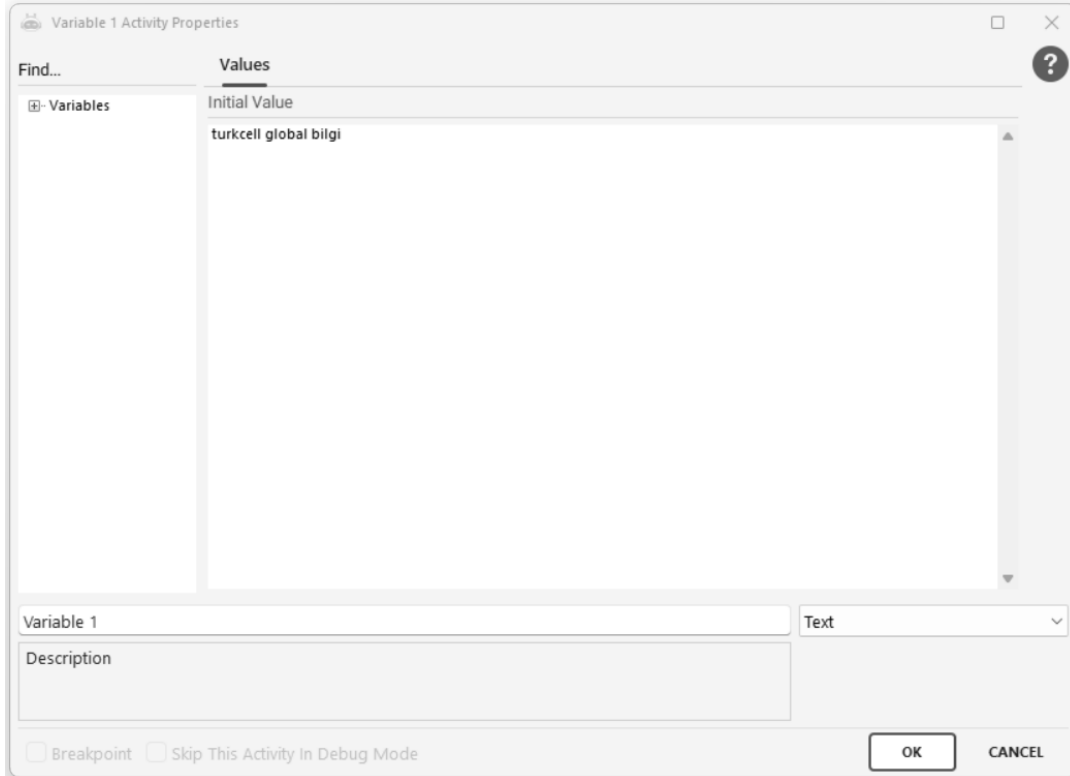 Variable 1 Activity Properties
Find...
Values
?
Variables
Initial Value
turkcell global bilgi
Variable 1
Text
Description
Breakpoint Skip This Activity In Debug Mode
OK CANCEL